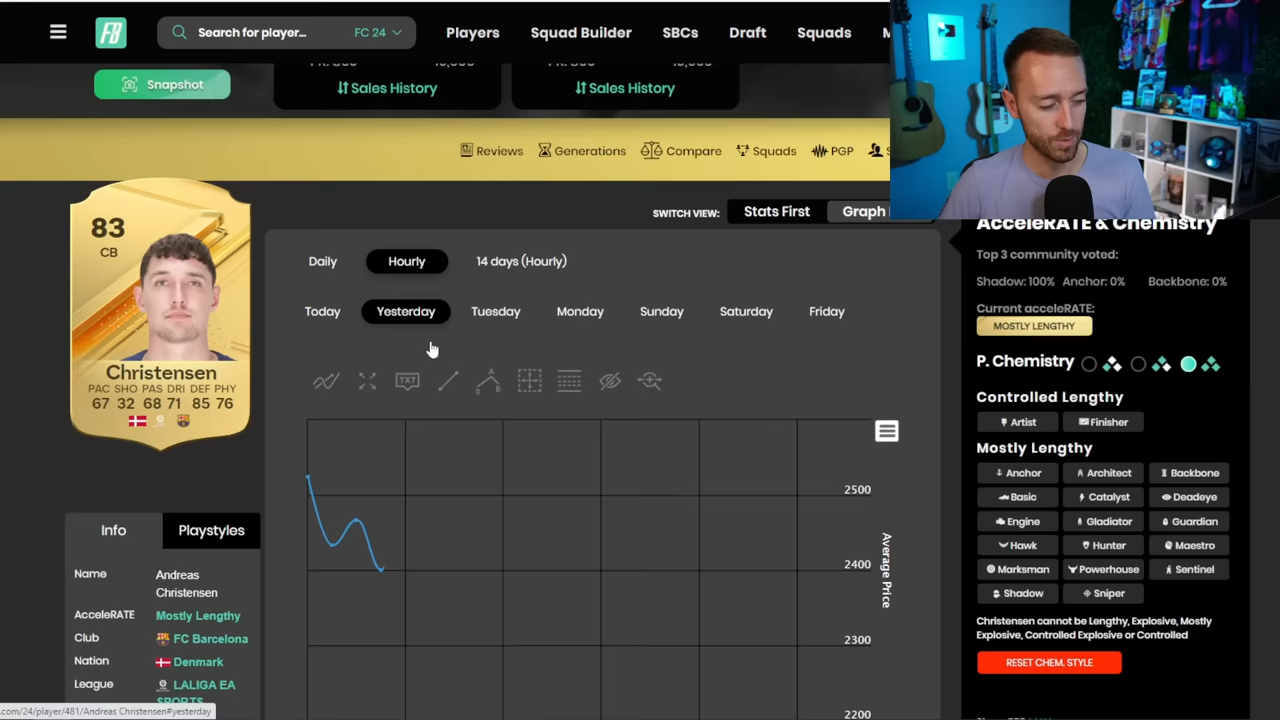 FB
Search for player...
FC 24
Players
Squad Builder
SBCs
Draft
Squads
M
Snapshot
Sales History
Sales History
Reviews
Generations
Compare
Squads
PGP
SWITCH VIEW:
Stats First
Graph
83
CB
Christensen
PAC SHO PAS DRI DEF PHY
67 32 68 71 85 76
Daily
Hourly
14 days (Hourly)
Today
Yesterday
Tuesday
Monday
Sunday
Saturday
Friday
TXT
2500
2400
2300
2200
Average Price
Info
Playstyles
Name
Andreas
Christensen
AcceleRATE
Mostly Lengthy
Club
FC Barcelona
Nation
Denmark
League
LALIGA EA
SPORTS
.com/24/player/481/Andreas Christensen#yesterday
AcceleRATE & Chemistry
Top 3 community voted:
Shadow: 100% Anchor: 0% Backbone: 0%
Current acceleRATE:
MOSTLY LENGTHY
P. Chemistry
Controlled Lengthy
Artist
Finisher
Mostly Lengthy
Anchor
Architect
Backbone
Basic
Catalyst
Deadeye
Engine
Gladiator
Guardian
Hawk
Hunter
Maestro
Marksman
Powerhouse
Sentinel
Shadow
Sniper
Christensen cannot be Lengthy, Explosive, Mostly
Explosive, Controlled Explosive or Controlled
RESET CHEM. STYLE